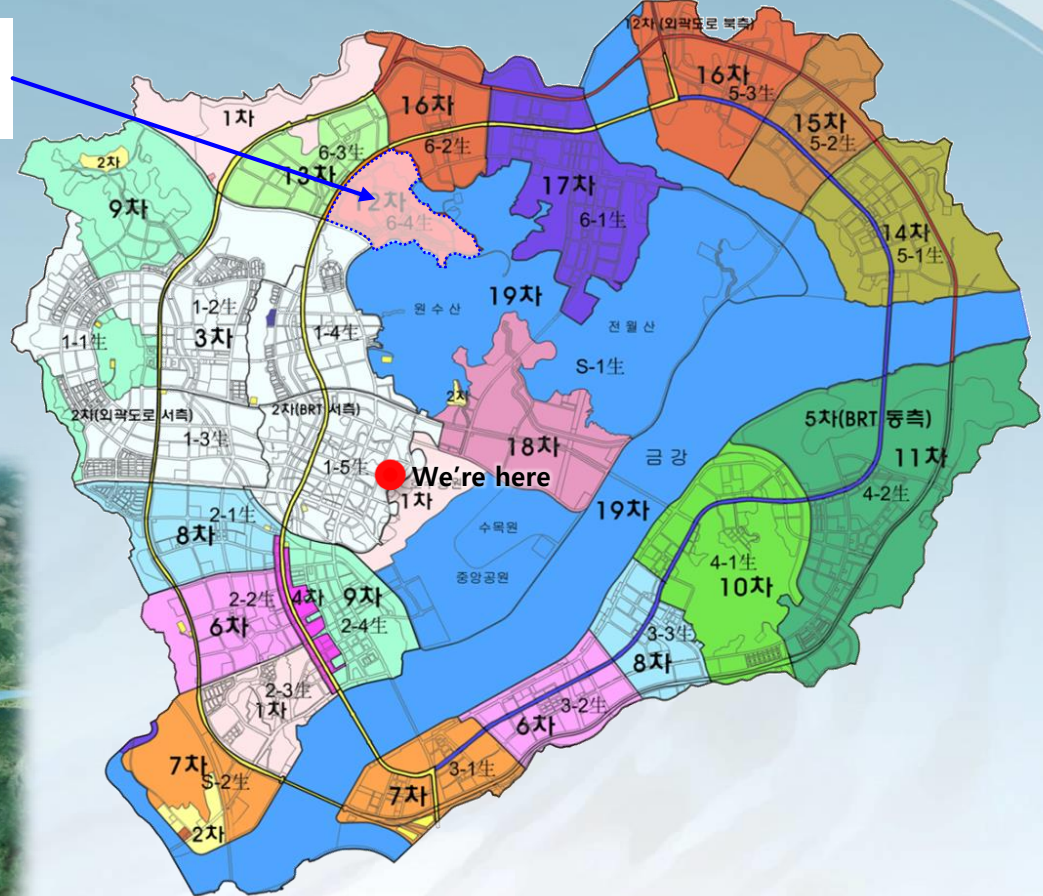 12차 (외곽도로 북측)
16차
5-3生
1차
16차
6-2生
15차
5-2生
6-3生
13차
2차
9차
12차
6-4生
17차
6-1生
14차
5-1生
19차
원수산
전월산
1-2生
3차
1-1生
1-4生
S-1生
2차
2차(외곽도로 서측)
2차(BRT 서측)
1-3生
5차(BRT 동측)
11차
18차
금강
1-5生
We're here
1차
4-2生
19차
수목원
2-1生
8차
중앙공원
4-1生
10차
2-2生
6차
4차
9차
2-4生
3-3生
8차
2-3生
1차
3-2生
6차
7차
S-2生
3-1生
7차
2차